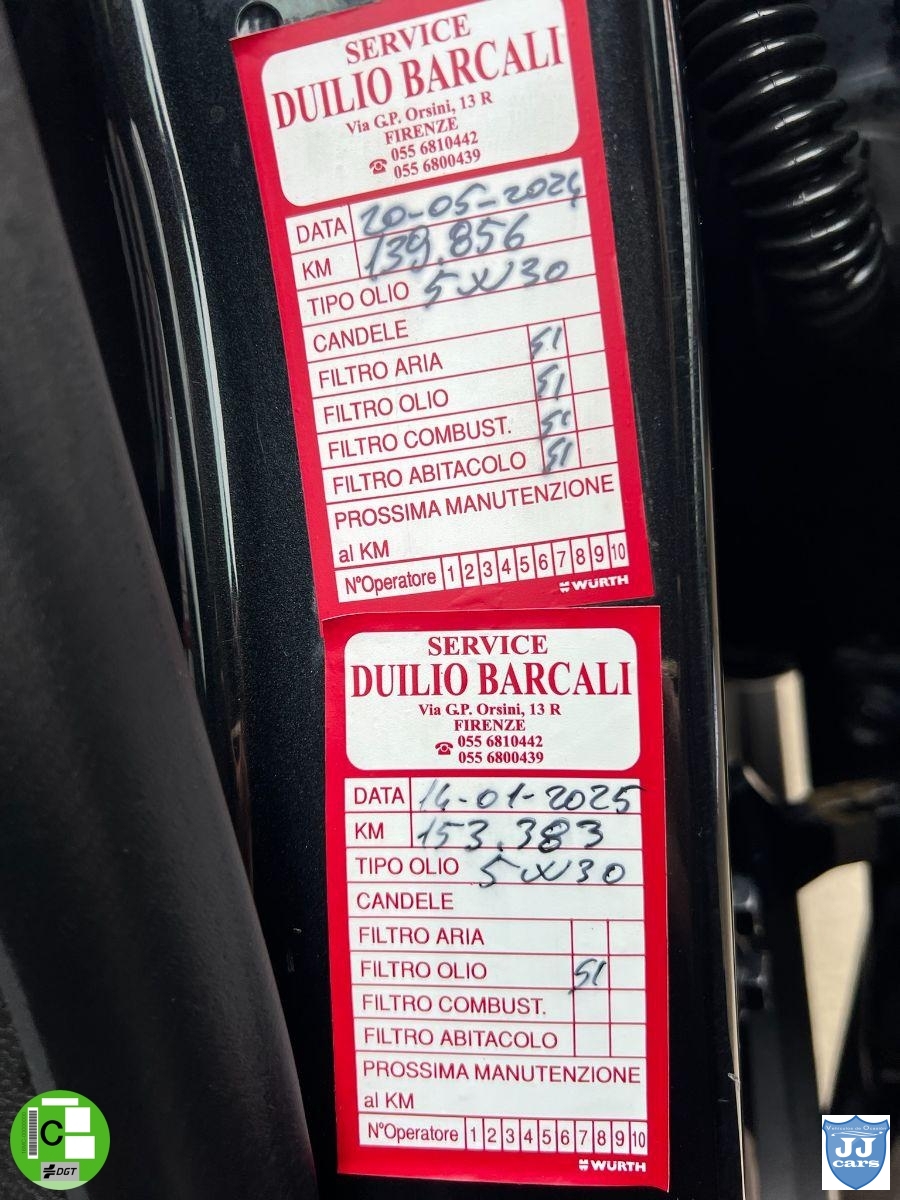 SERVICE
DUILIO BARCALI
Via G.P. Orsini, 13 R
FIRENZE
☎ 055 6810442
055 6800439
DATA 20-05-2024
KM 139.856
TIPO OLIO 5W30
CANDELE
FILTRO ARIA SI
FILTRO OLIO SI
FILTRO COMBUST. SI
FILTRO ABITACOLO SI
PROSSIMA MANUTENZIONE
al KM
N°Operatore 1 2 3 4 5 6 7 8 9 10
WÜRTH
SERVICE
DUILIO BARCALI
Via G.P. Orsini, 13 R
FIRENZE
☎ 055 6810442
055 6800439
DATA 14-01-2025
KM 153.383
TIPO OLIO 5W30
CANDELE
FILTRO ARIA
FILTRO OLIO SI
FILTRO COMBUST.
FILTRO ABITACOLO
PROSSIMA MANUTENZIONE
al KM
N°Operatore 1 2 3 4 5 6 7 8 9 10
WÜRTH
C
DGT
Vehículos de Ocasión
JJ
cars